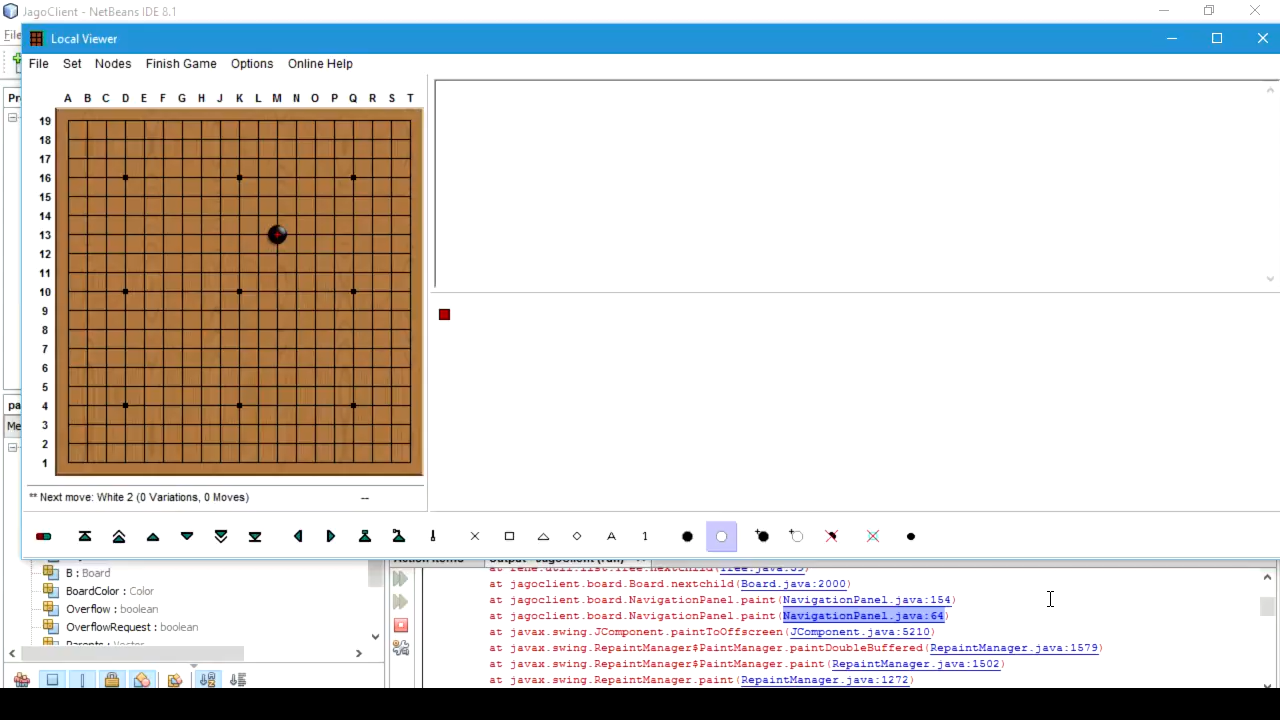 JagoClient - NetBeans IDE 8.1
Local Viewer
File Set Nodes Finish Game Options Online Help
A B C D E F G H J K L M N O P Q R S T
19
18
17
16
15
14
13
12
11
10
9
8
7
6
5
4
3
2
1
** Next move: White 2 (0 Variations, 0 Moves) --
A 1
B : Board
BoardColor : Color
Overflow : boolean
OverflowRequest : boolean
at jagoclient.board.Board.nextchild(Board.java:2000)
at jagoclient.board.NavigationPanel.paint(NavigationPanel.java:154)
at jagoclient.board.NavigationPanel.paint(NavigationPanel.java:64)
at javax.swing.JComponent.paintToOffscreen(JComponent.java:5210)
at javax.swing.RepaintManager$PaintManager.paintDoubleBuffered(RepaintManager.java:1579)
at javax.swing.RepaintManager$PaintManager.paint(RepaintManager.java:1502)
at javax.swing.RepaintManager.paint(RepaintManager.java:1272)